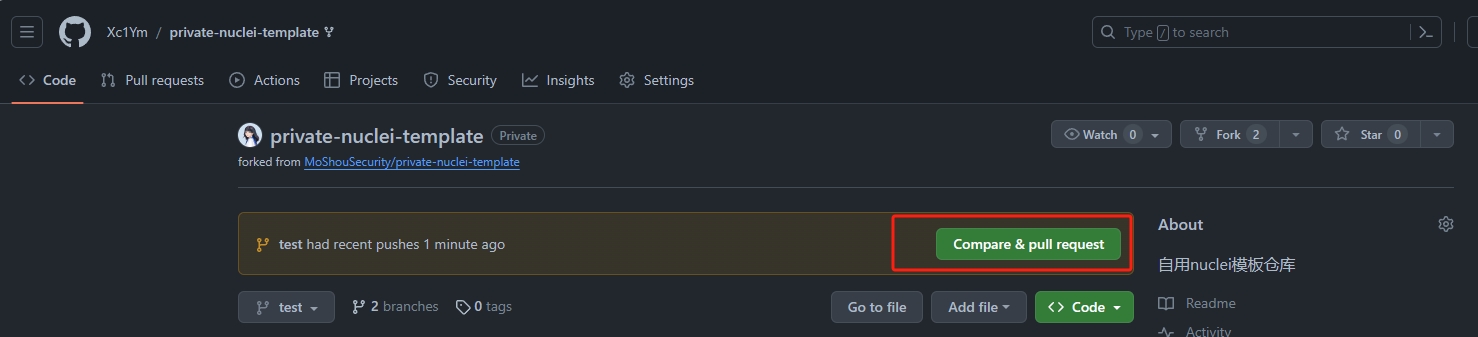 Xc1Ym / private-nuclei-template
Type / to search
Code Pull requests Actions Projects Security Insights Settings
private-nuclei-template Private
Watch 0 Fork 2 Star 0
forked from MoShouSecurity/private-nuclei-template
test had recent pushes 1 minute ago
Compare & pull request
test 2 branches 0 tags
Go to file Add file Code
About
自用nuclei模板仓库
Readme
Activity